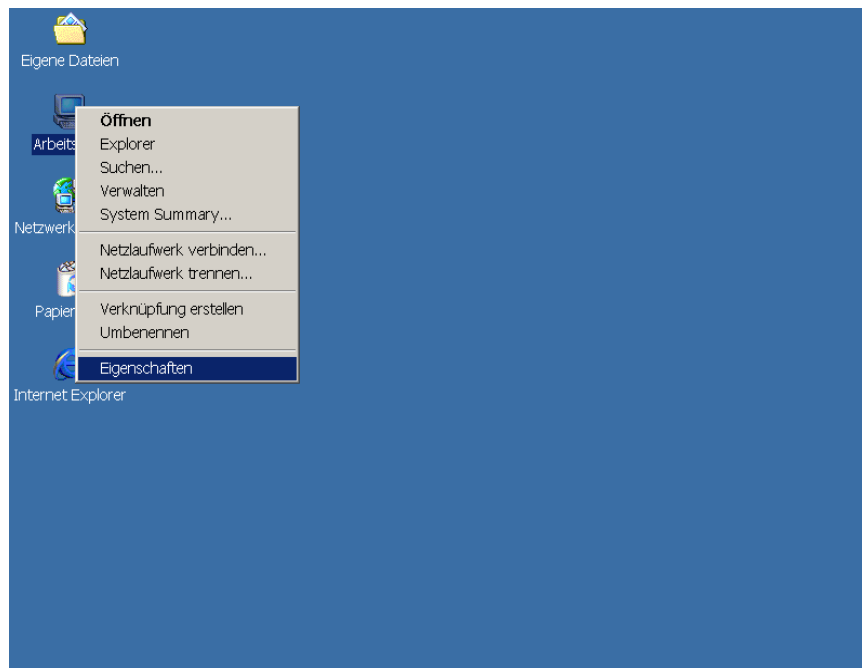 Eigene Dateien
Öffnen
Explorer
Suchen...
Verwalten
System Summary...
Netzlaufwerk verbinden...
Netzlaufwerk trennen...
Verknüpfung erstellen
Umbenennen
Eigenschaften
Internet Explorer